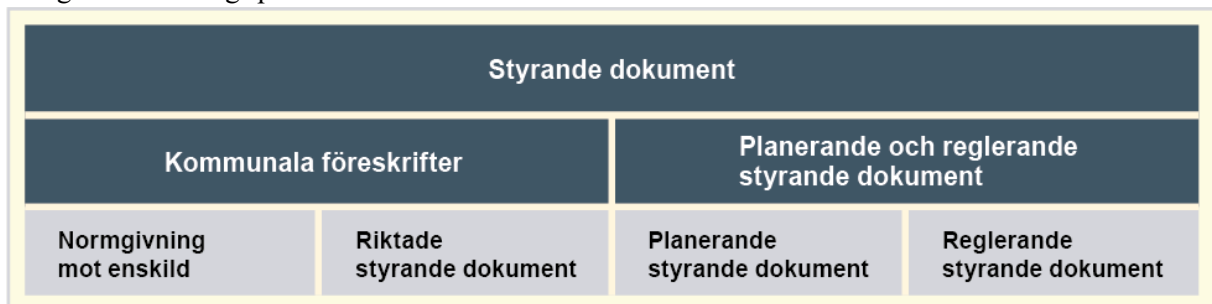 Styrande dokument
Kommunala föreskrifter
Planerande och reglerande
styrande dokument
Normgivning
mot enskild
Riktade
styrande dokument
Planerande
styrande dokument
Reglerande
styrande dokument